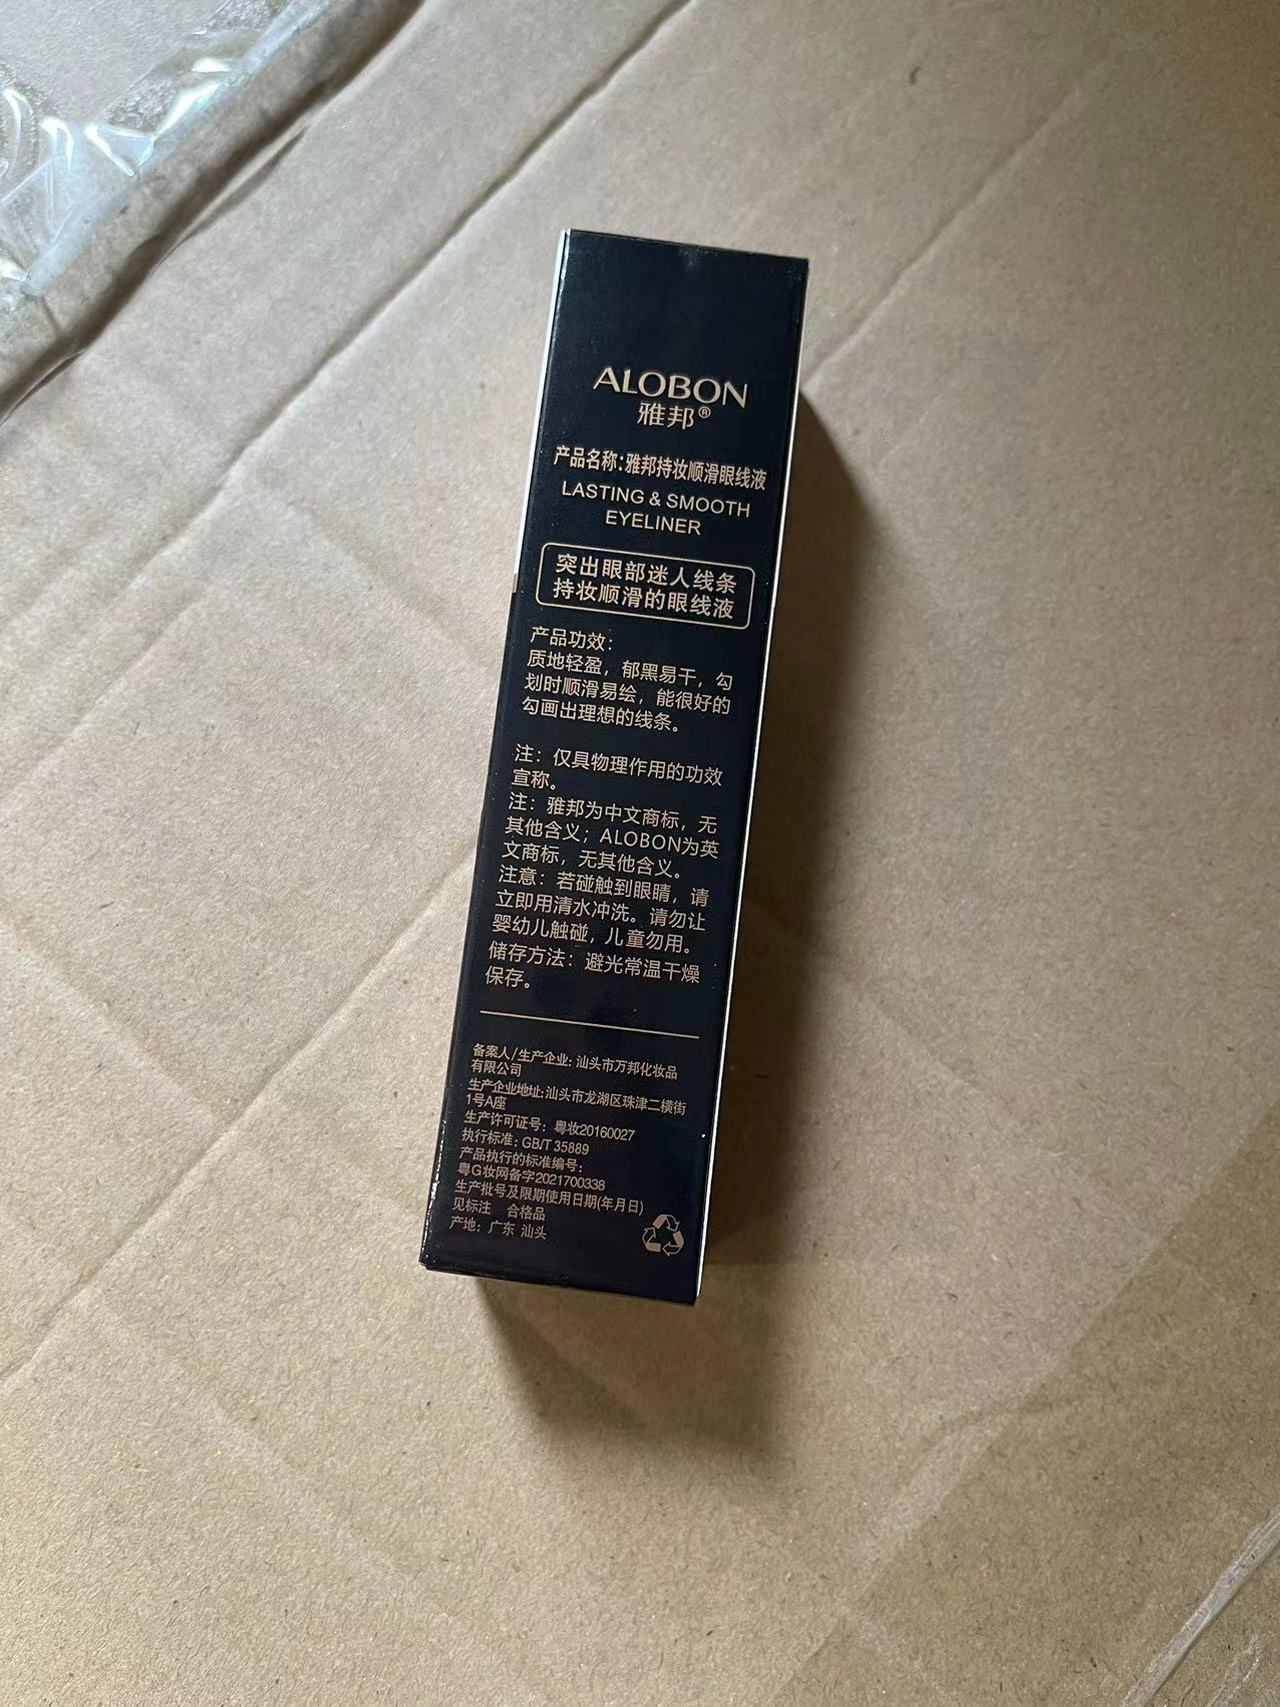 ALOBON
雅邦®
产品名称:雅邦持妆顺滑眼线液
LASTING & SMOOTH
EYELINER
突出眼部迷人线条
持妆顺滑的眼线液
产品功效:
质地轻盈，郁黑易干，勾
划时顺滑易绘，能很好的
勾画出理想的线条。
注：仅具物理作用的功效
宣称。
注：雅邦为中文商标，无
其他含义；ALOBON为英
文商标，无其他含义。
注意：若碰触到眼睛，请
立即用清水冲洗。请勿让
婴幼儿触碰，儿童勿用。
储存方法：避光常温干燥
保存。
备案人/生产企业: 汕头市万邦化妆品
有限公司
生产企业地址:汕头市龙湖区珠津二横街
1号A座
生产许可证号：粤妆20160027
执行标准: GB/T 35889
产品执行的标准编号:
粤G妆网备字2021700338
生产批号及限期使用日期(年月日)
见标注 合格品
产地：广东 汕头